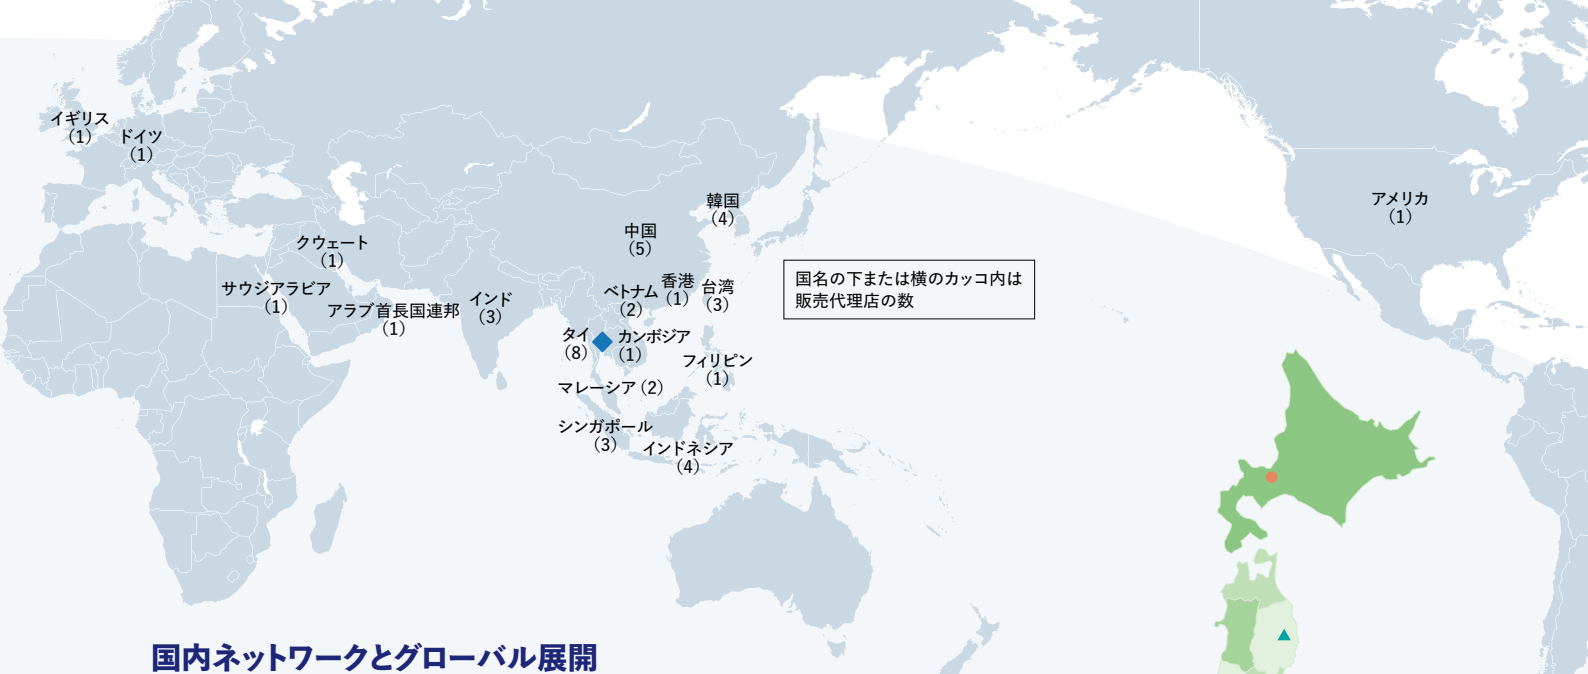 イギリス
(1)
ドイツ
(1)
韓国
(4)
アメリカ
(1)
中国
(5)
クウェート
(1)
国名の下または横のカッコ内は
販売代理店の数
サウジアラビア
(1)
アラブ首長国連邦
(1)
インド
(3)
ベトナム
(2)
香港
(1)
台湾
(3)
タイ
(8)
カンボジア
(1)
フィリピン
(1)
マレーシア(2)
シンガポール
(3)
インドネシア
(4)
国内ネットワークとグローバル展開